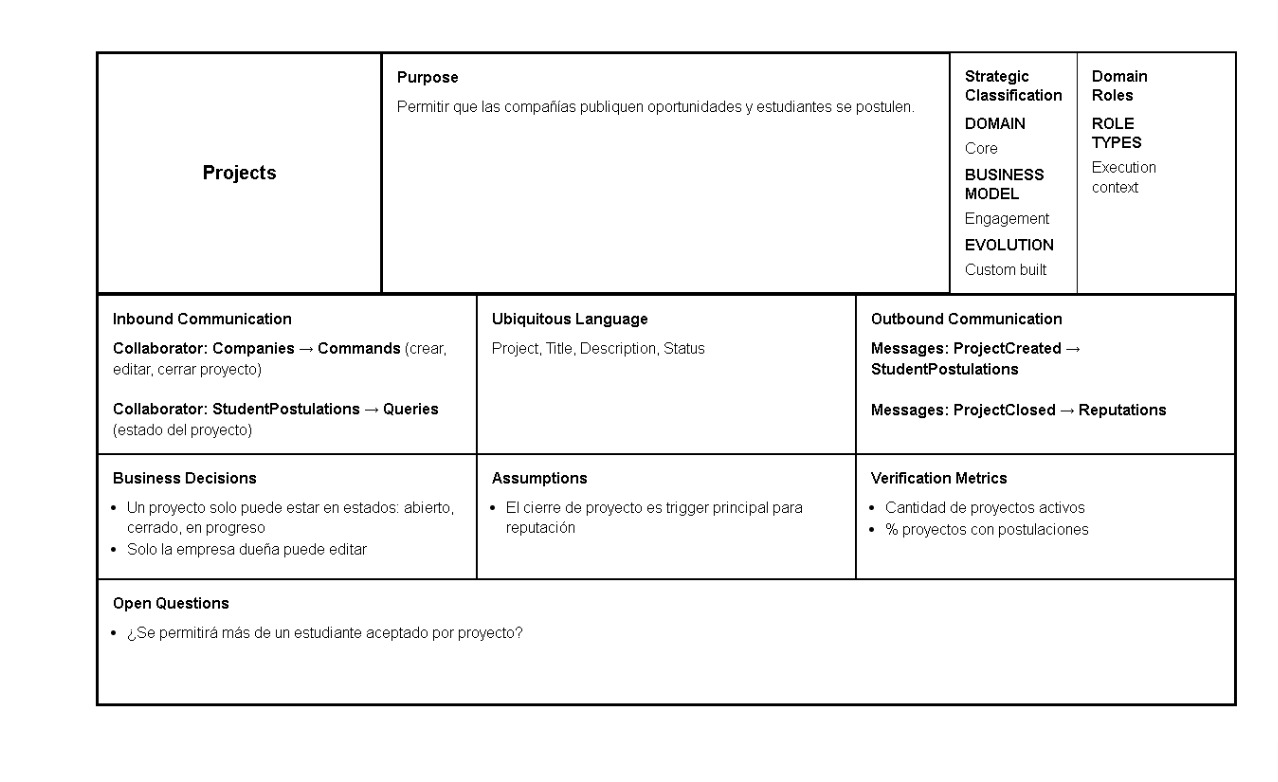 Projects
Purpose
Permitir que las compañías publiquen oportunidades y estudiantes se postulen.
Strategic
Classification
DOMAIN
Core
BUSINESS
MODEL
Engagement
EVOLUTION
Custom built
Domain
Roles
ROLE
TYPES
Execution
context
Inbound Communication
Collaborator: Companies → Commands (crear,
editar, cerrar proyecto)
Collaborator: StudentPostulations → Queries
(estado del proyecto)
Ubiquitous Language
Project, Title, Description, Status
Outbound Communication
Messages: ProjectCreated →
StudentPostulations
Messages: ProjectClosed → Reputations
Business Decisions
• Un proyecto solo puede estar en estados: abierto,
cerrado, en progreso
• Solo la empresa dueña puede editar
Assumptions
• El cierre de proyecto es trigger principal para
reputación
Verification Metrics
• Cantidad de proyectos activos
• % proyectos con postulaciones
Open Questions
• ¿Se permitirá más de un estudiante aceptado por proyecto?